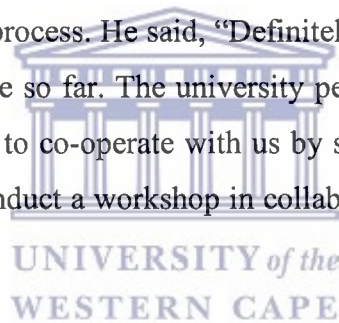 process. He said, “Definitel
e so far. The university pe
to co-operate with us by s
nduct a workshop in collab
UNIVERSITY of the
WESTERN CAPE